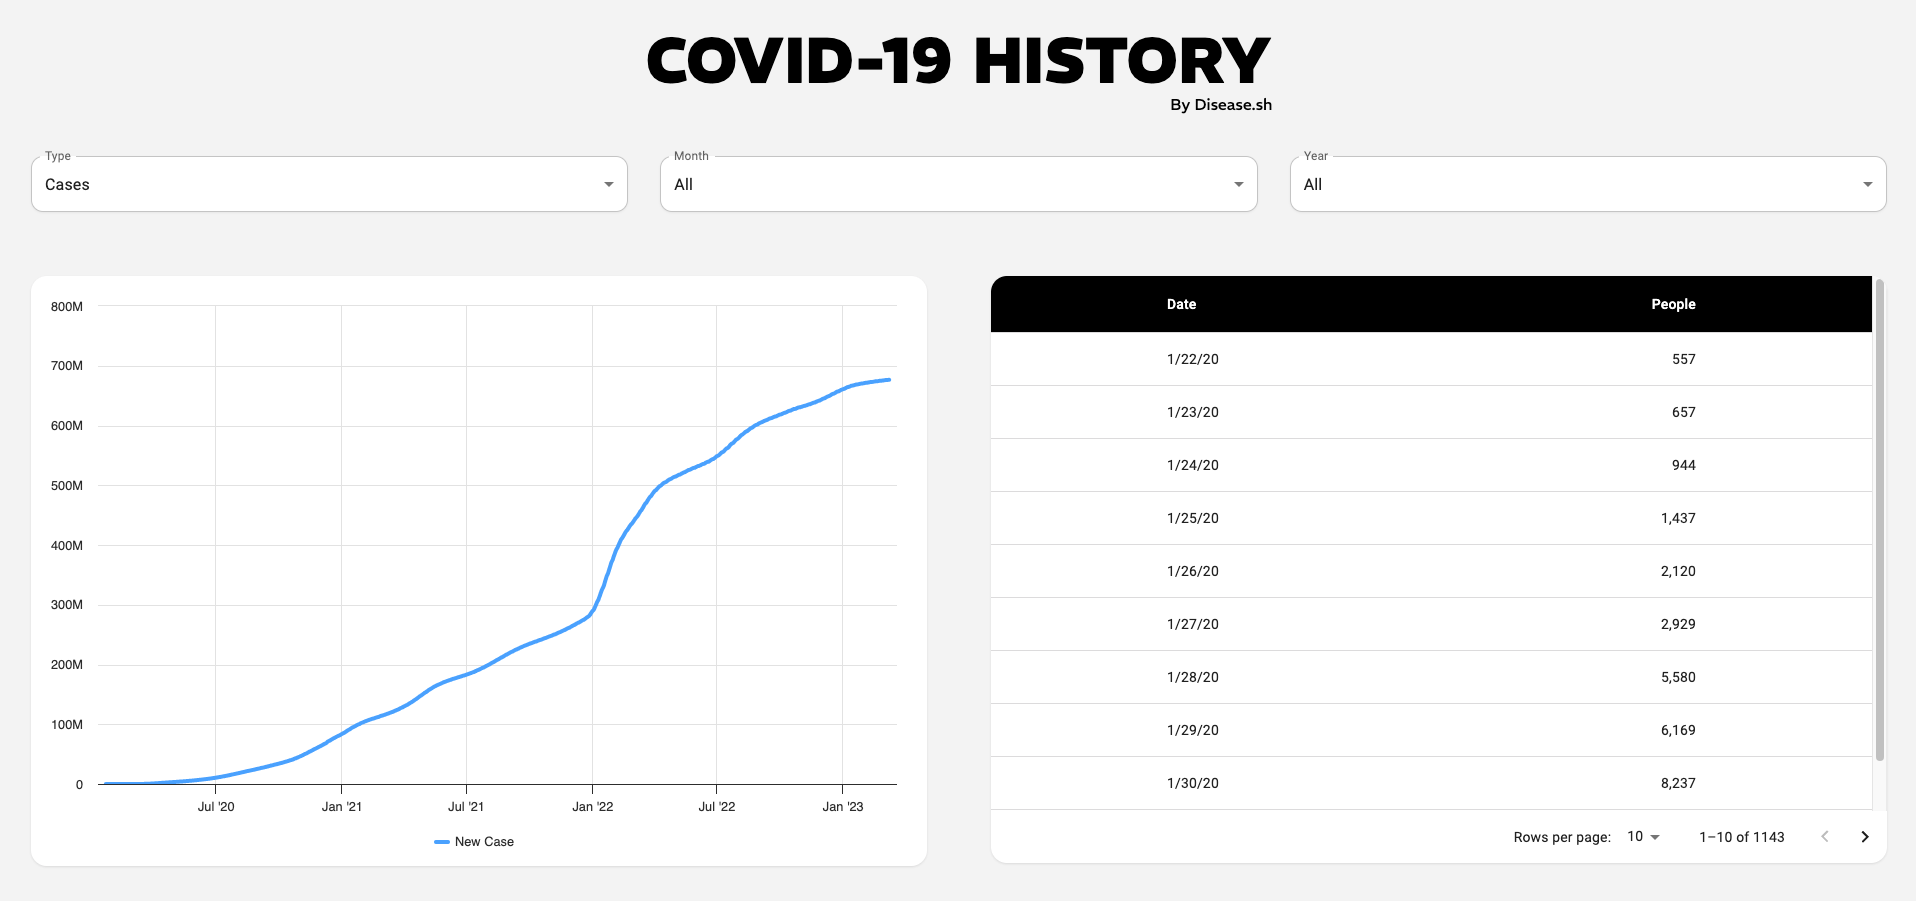 COVID-19 HISTORY
By Disease.sh
Type
Cases
Month
All
Year
All
800M
700M
600M
500M
400M
300M
200M
100M
0
Jul '20 Jan '21 Jul '21 Jan '22 Jul '22 Jan '23
New Case
Date People
1/22/20 557
1/23/20 657
1/24/20 944
1/25/20 1,437
1/26/20 2,120
1/27/20 2,929
1/28/20 5,580
1/29/20 6,169
1/30/20 8,237
Rows per page: 10 1–10 of 1143